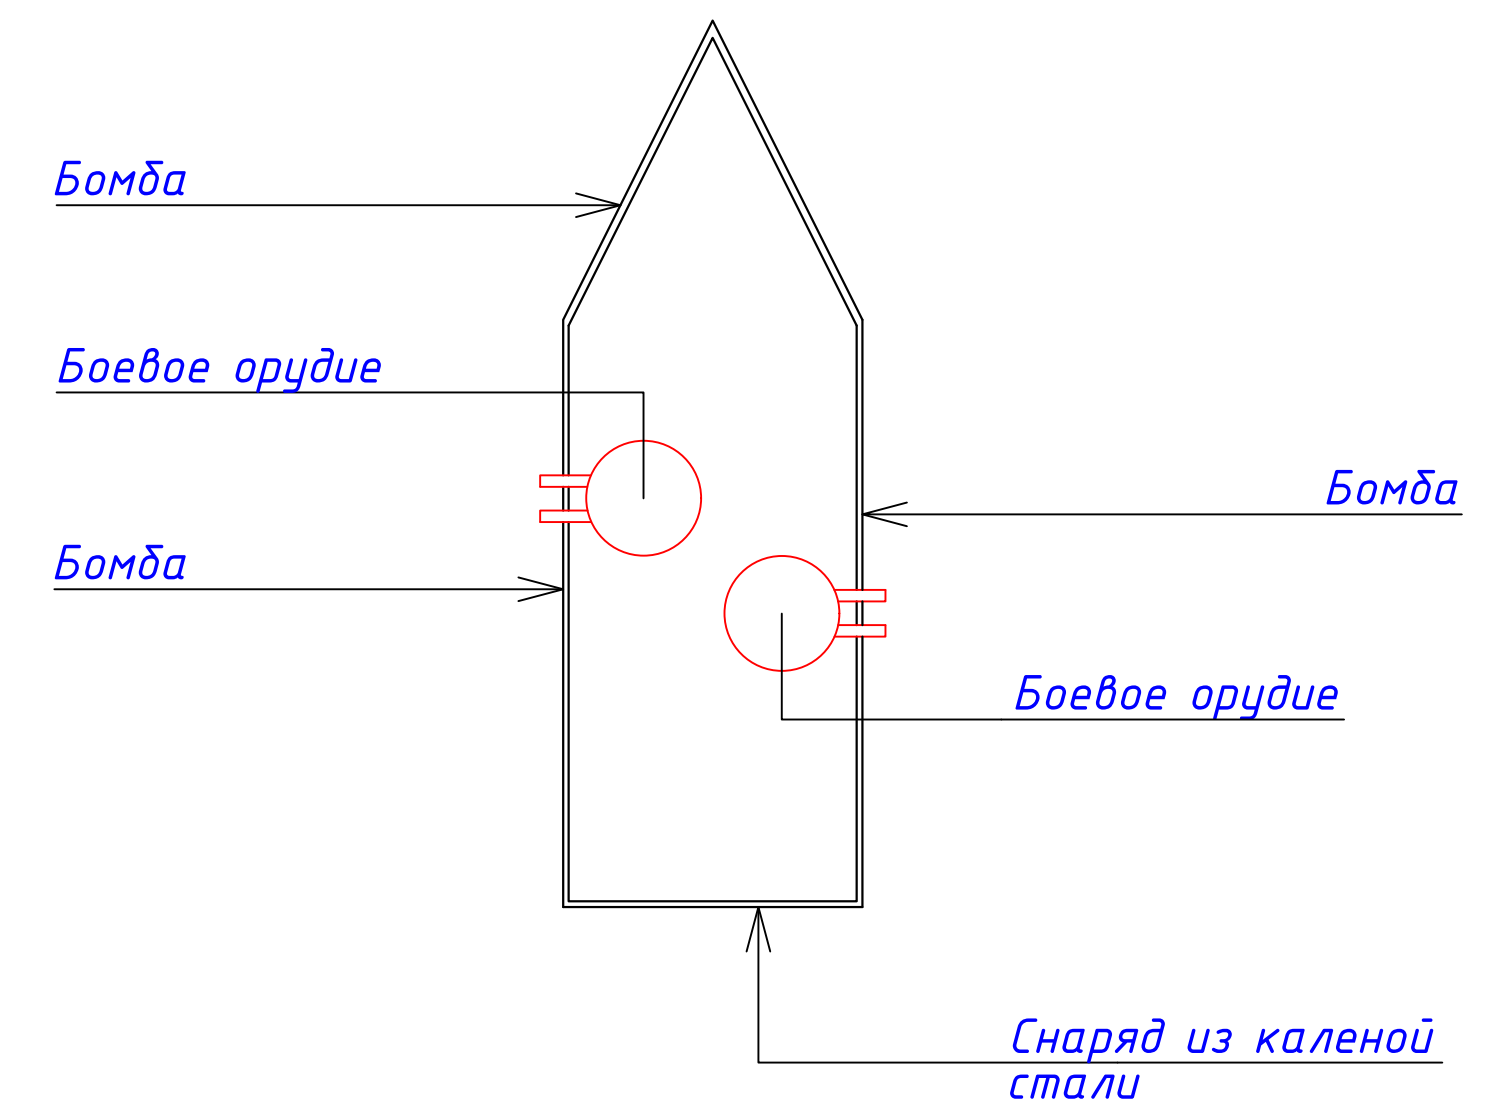 Бомба
Боевое орудие
Бомба
Бомба
Боевое орудие
Снаряд из каленой
стали